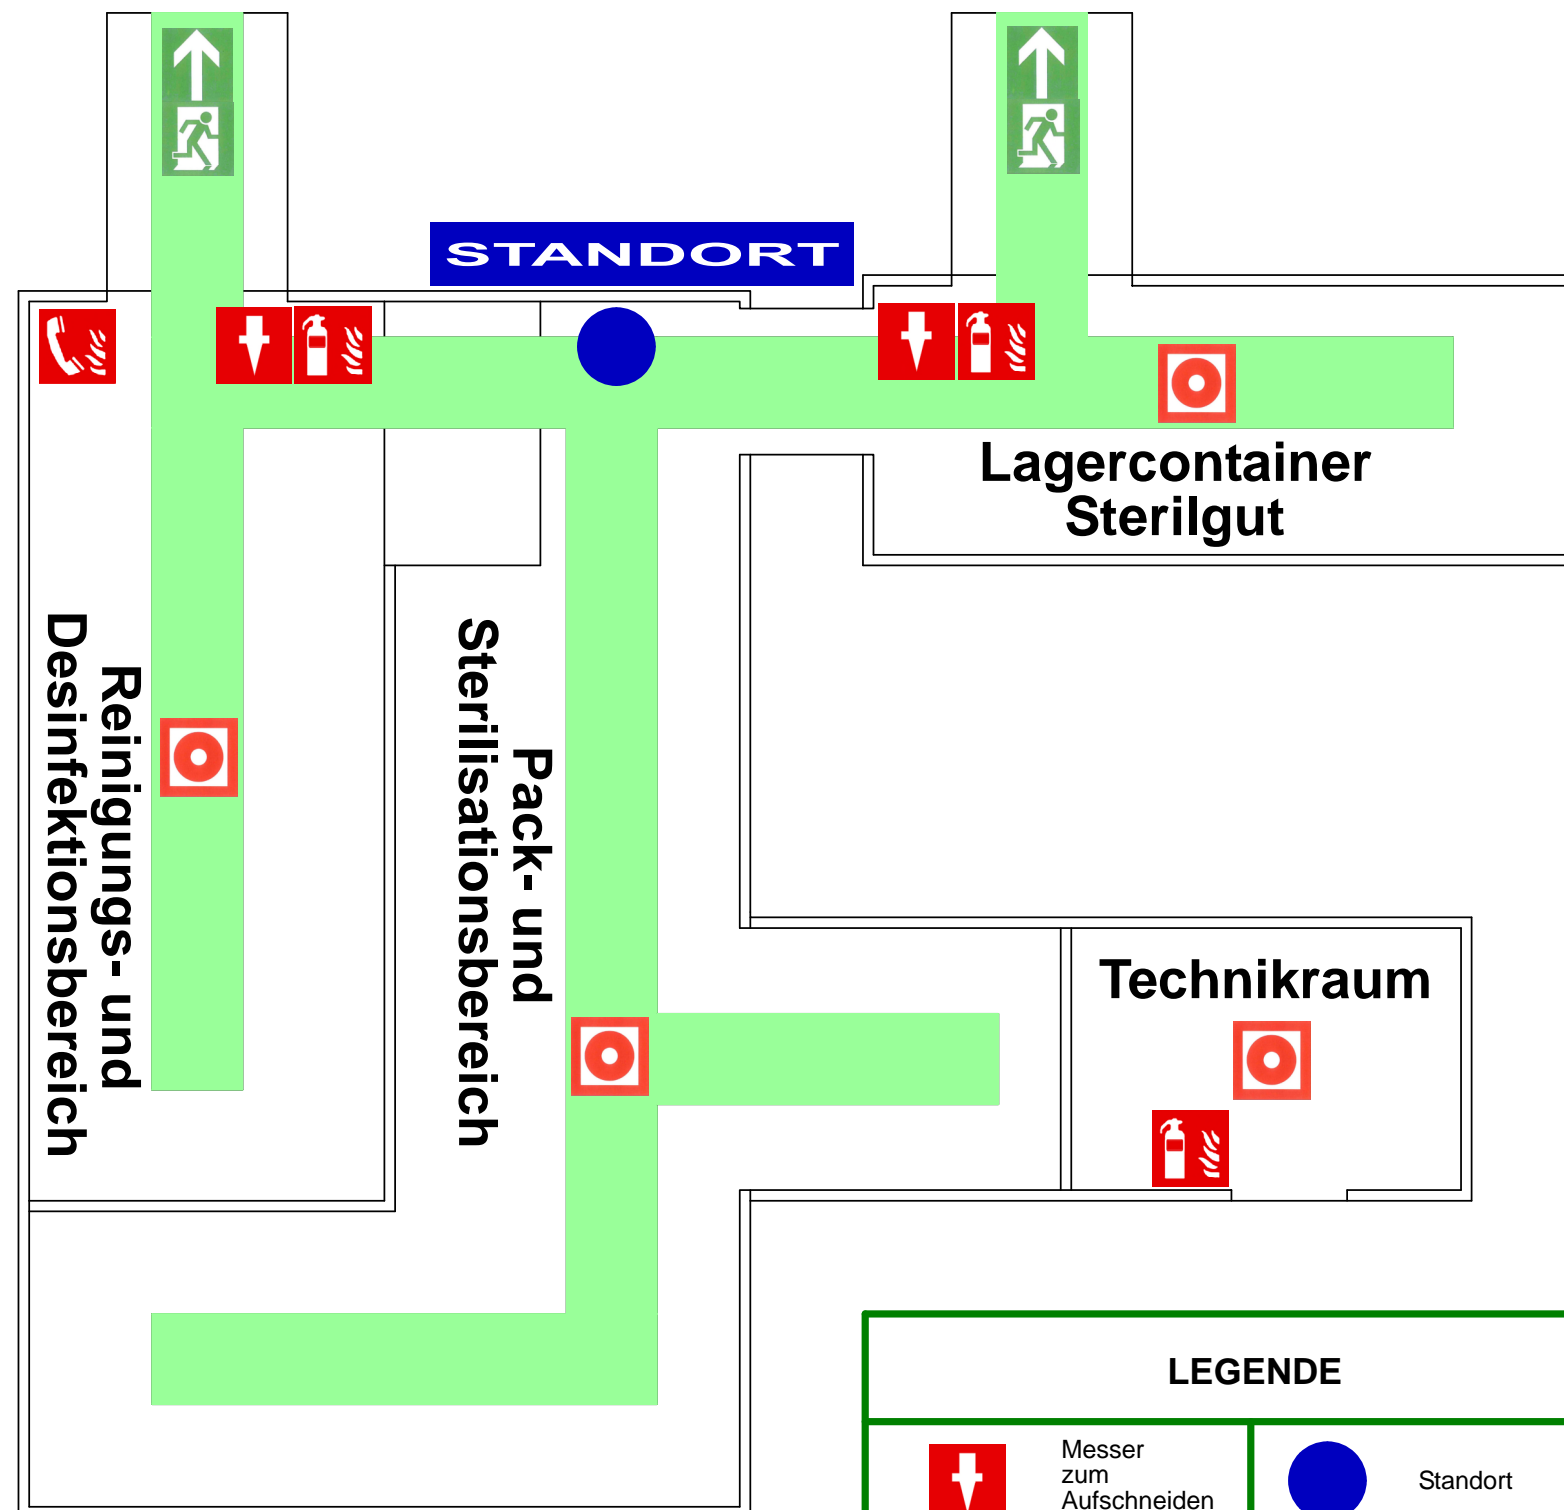 STANDORT
Lagercontainer
Sterilgut
Reinigungs- und
Desinfektionsbereich
Pack- und
Sterilisationsbereich
Technikraum
LEGENDE
Messer
zum
Aufschneiden
Standort